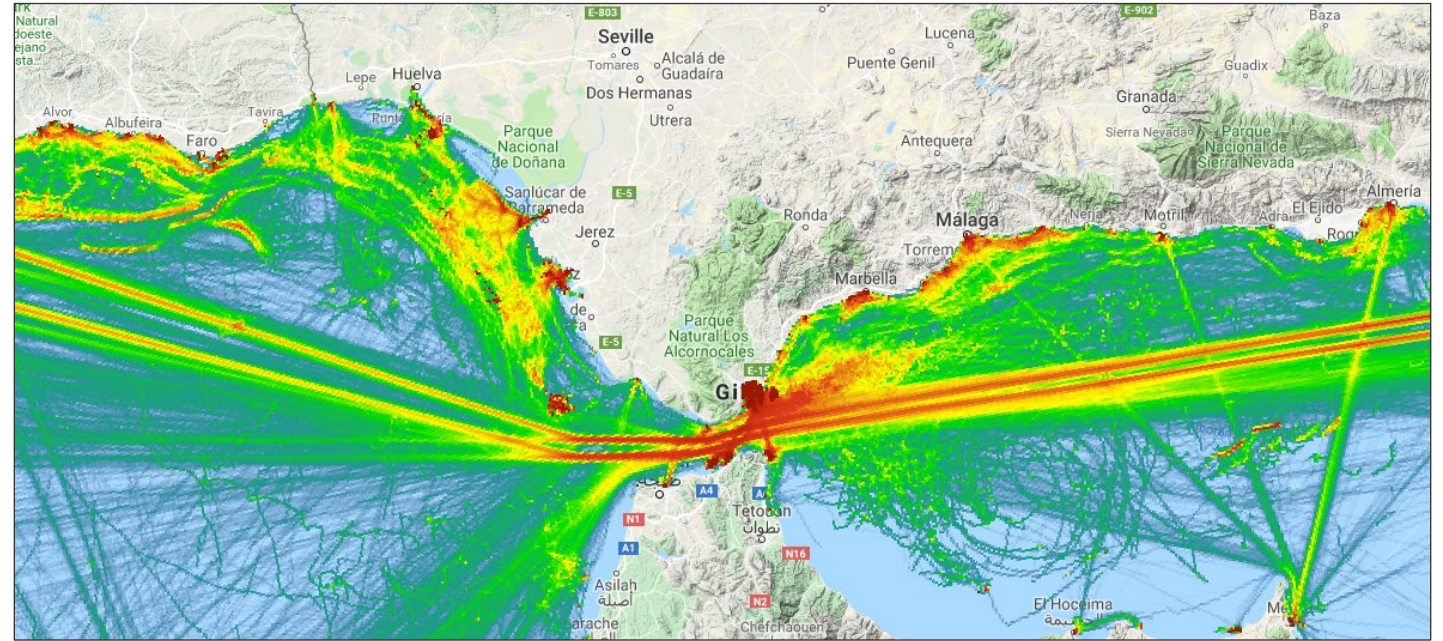 Natural
E-803
E-902
Baza
Lucena
Seville
Tomares
Alcalá de
Guadaíra
Puente Genil
Guadix
Lepe
Huelva
Dos Hermanas
Granada
Alvor
Albufeira
Tavira
Utrera
Faro
Antequera
Sierra Nevada
Parque
Nacional de
Sierra Nevada
Parque
Nacional
de Doñana
Sanlúcar de
Barrameda
E-5
Ronda
Málaga
Nerja
Motril
Adra
El Ejido
Almería
Jerez
Marbella
E-5
Parque
Natural Los
Alcornocales
E-15
A4
N1
Tetouan
تطوان
A1
N16
Asilah
أصيلة
N2
El Hoceima
الحسيمة
Chefchaouen